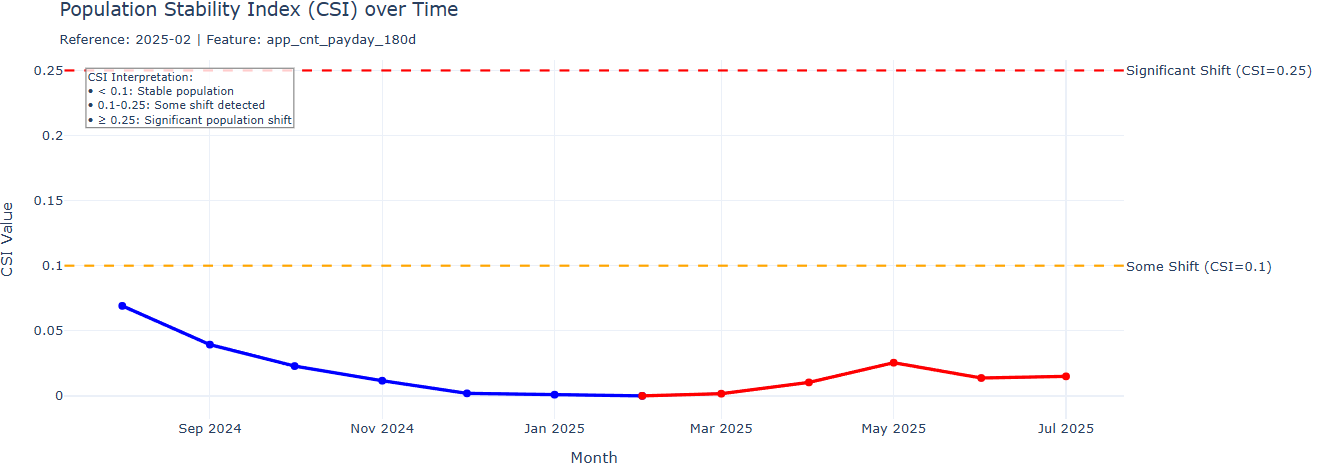 Population Stability Index (CSI) over Time
Reference: 2025-02 | Feature: app_cnt_payday_180d
CSI Interpretation:
• < 0.1: Stable population
• 0.1-0.25: Some shift detected
• ≥ 0.25: Significant population shift
0.25
0.2
0.15
0.1
0.05
0
CSI Value
Significant Shift (CSI=0.25)
Some Shift (CSI=0.1)
Sep 2024
Nov 2024
Jan 2025
Mar 2025
May 2025
Jul 2025
Month